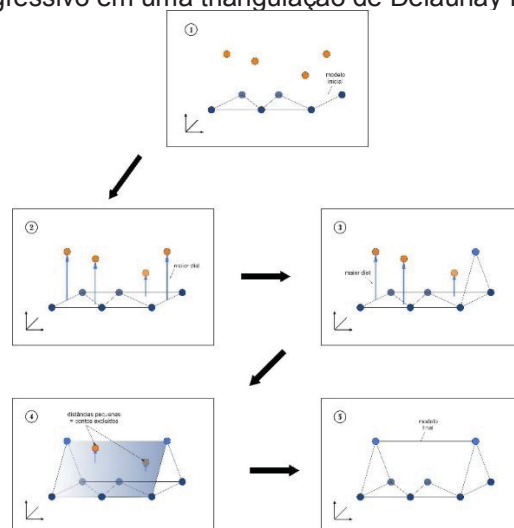 gressivo em uma triangulação de Delaunay
1
modelo
inicial
2
maior dist
3
maior dist
4
distâncias pequenas
= pontos excluídos
5
modelo
final